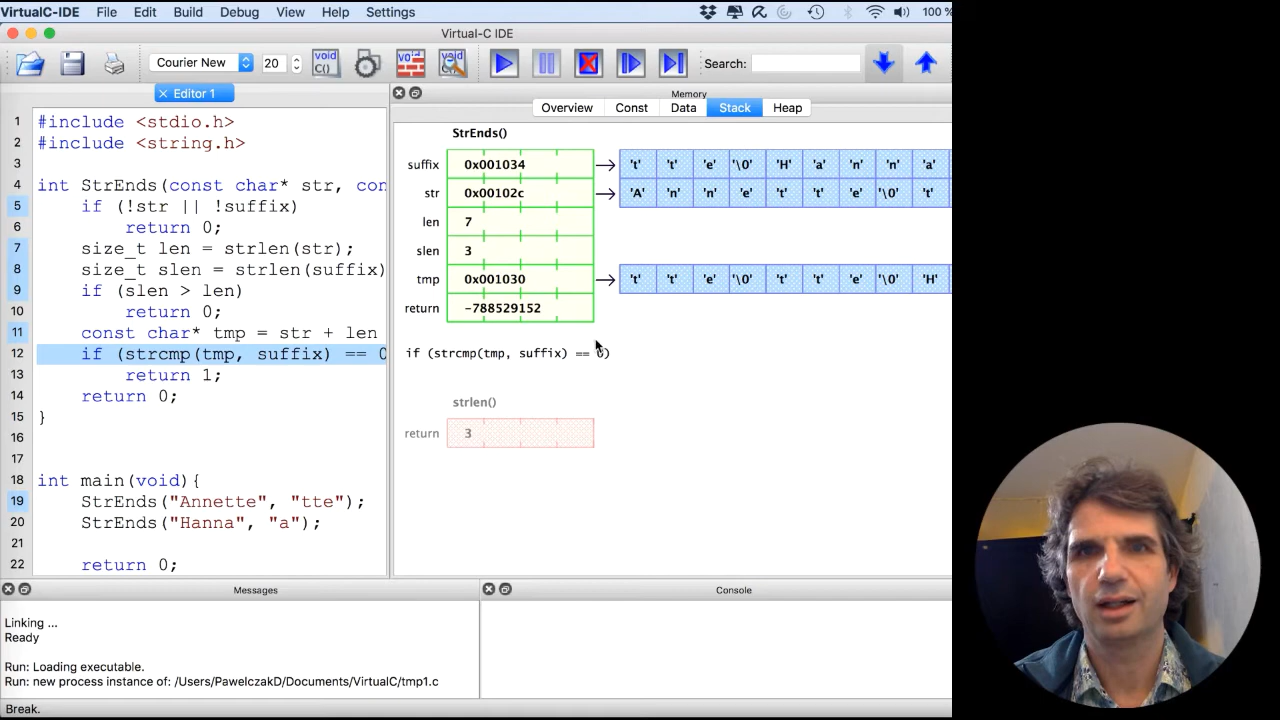 VirtualC-IDE File Edit Build Debug View Help Settings 100 %
Virtual-C IDE
Courier New 20 void C() void void Search:
× Editor 1
Memory
Overview Const Data Stack Heap
1 #include <stdio.h>
2 #include <string.h>
3
4 int StrEnds(const char* str, con
5 if (!str || !suffix)
6 return 0;
7 size_t len = strlen(str);
8 size_t slen = strlen(suffix)
9 if (slen > len)
10 return 0;
11 const char* tmp = str + len
12 if (strcmp(tmp, suffix) == 0
13 return 1;
14 return 0;
15 }
16
17
18 int main(void){
19 StrEnds("Annette", "tte");
20 StrEnds("Hanna", "a");
21
22 return 0;
StrEnds()
suffix 0x001034 't' 't' 'e' '\0' 'H' 'a' 'n' 'n' 'a'
str 0x00102c 'A' 'n' 'n' 'e' 't' 't' 'e' '\0' 't'
len 7
slen 3
tmp 0x001030 't' 't' 'e' '\0' 't' 't' 'e' '\0' 'H'
return -788529152
if (strcmp(tmp, suffix) == 0)
strlen()
return 3
Messages
Linking ...
Ready
Run: Loading executable.
Run: new process instance of: /Users/PawelczakD/Documents/VirtualC/tmp1.c
Console
Break.